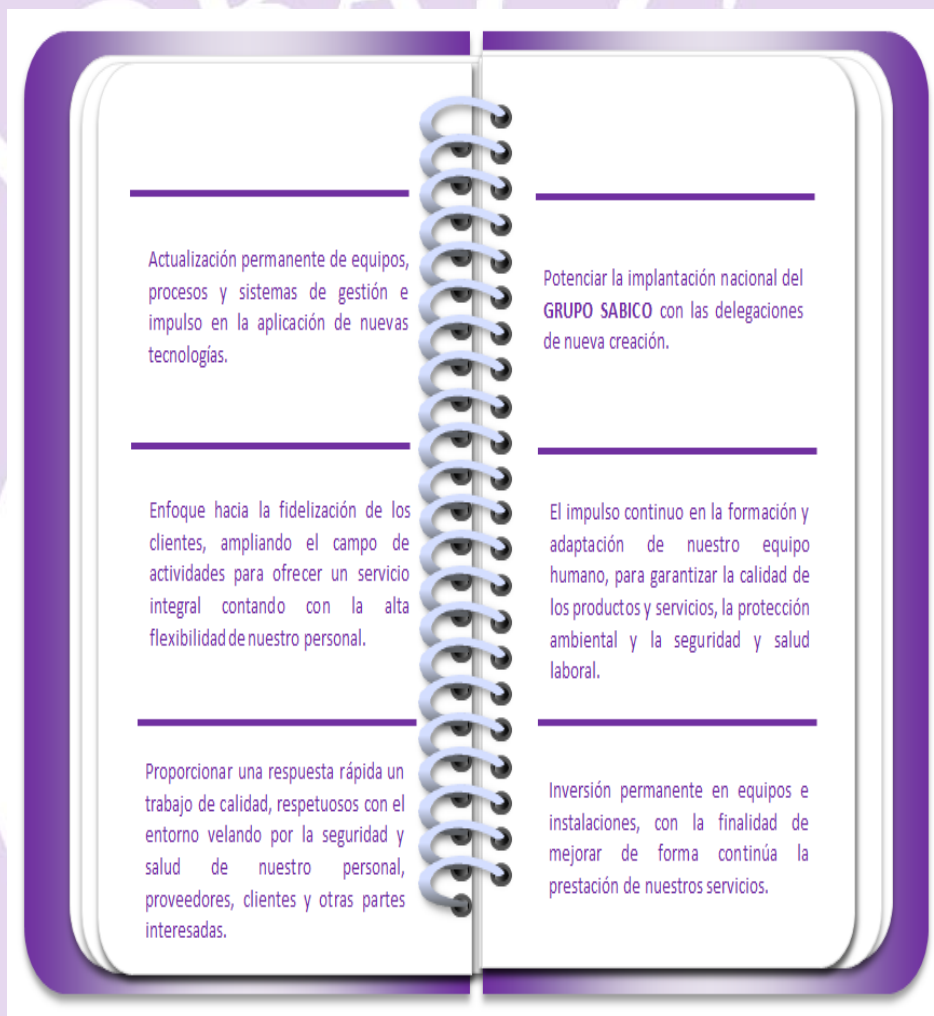 Actualización permanente de equipos,
procesos y sistemas de gestión e
impulso en la aplicación de nuevas
tecnologías.
Enfoque hacia la fidelización de los
clientes, ampliando el campo de
actividades para ofrecer un servicio
integral contando con la alta
flexibilidad de nuestro personal.
Proporcionar una respuesta rápida un
trabajo de calidad, respetuosos con el
entorno velando por la seguridad y
salud de nuestro personal,
proveedores, clientes y otras partes
interesadas.
Potenciar la implantación nacional del
GRUPO SABICO con las delegaciones
de nueva creación.
El impulso continuo en la formación y
adaptación de nuestro equipo
humano, para garantizar la calidad de
los productos y servicios, la protección
ambiental y la seguridad y salud
laboral.
Inversión permanente en equipos e
instalaciones, con la finalidad de
mejorar de forma continúa la
prestación de nuestros servicios.